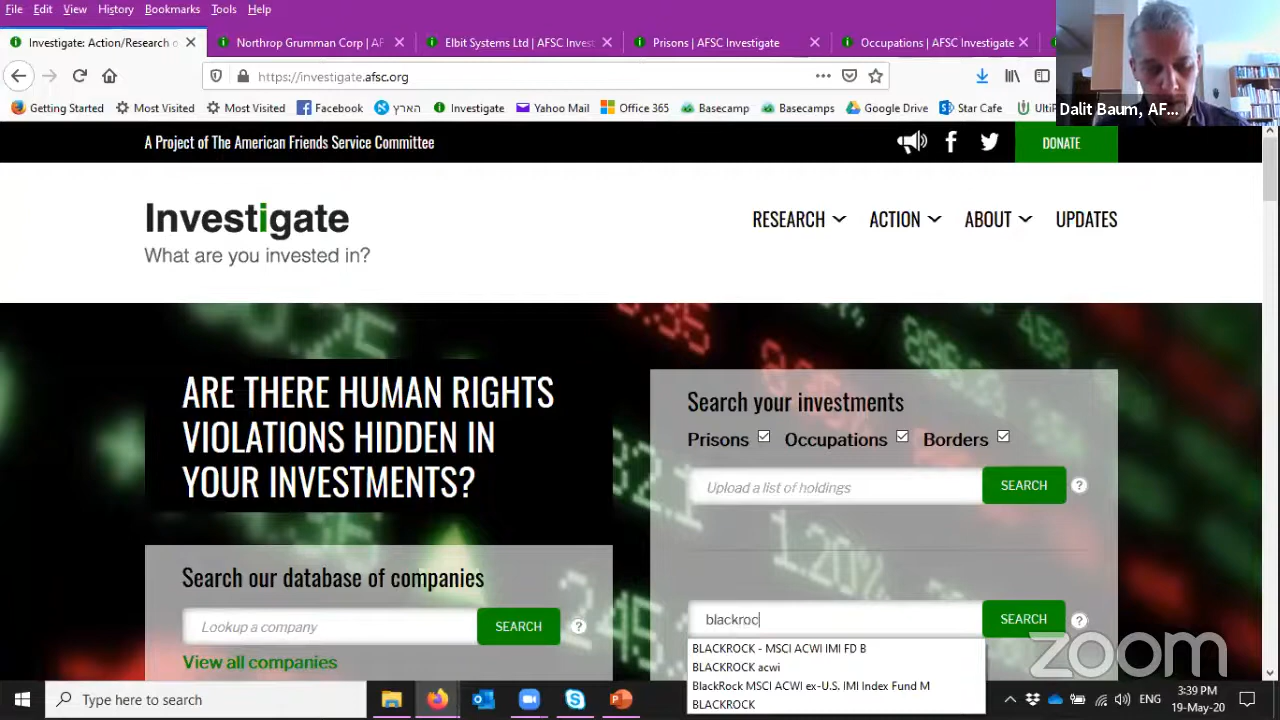 File Edit View History Bookmarks Tools Help
Investigate: Action/Research o
Northrop Grumman Corp | AF
Elbit Systems Ltd | AFSC Invest
Prisons | AFSC Investigate
Occupations | AFSC Investigate
https://investigate.afsc.org
Getting Started Most Visited Most Visited Facebook הארץ Investigate Yahoo Mail Office 365 Basecamps Basecamps Google Drive Star Cafe UltiP
Dalit Baum, AF...
A Project of The American Friends Service Committee
DONATE
Investigate
What are you invested in?
RESEARCH ACTION ABOUT UPDATES
ARE THERE HUMAN RIGHTS
VIOLATIONS HIDDEN IN
YOUR INVESTMENTS?
Search our database of companies
Lookup a company
SEARCH
?
View all companies
Search your investments
Prisons Occupations Borders
Upload a list of holdings
SEARCH
?
blackroc
SEARCH
?
BLACKROCK - MSCI ACWI IMI FD B
BLACKROCK acwi
BlackRock MSCI ACWI ex-U.S. IMI Index Fund M
BLACKROCK
zoom
Type here to search
ENG
3:39 PM
19-May-20